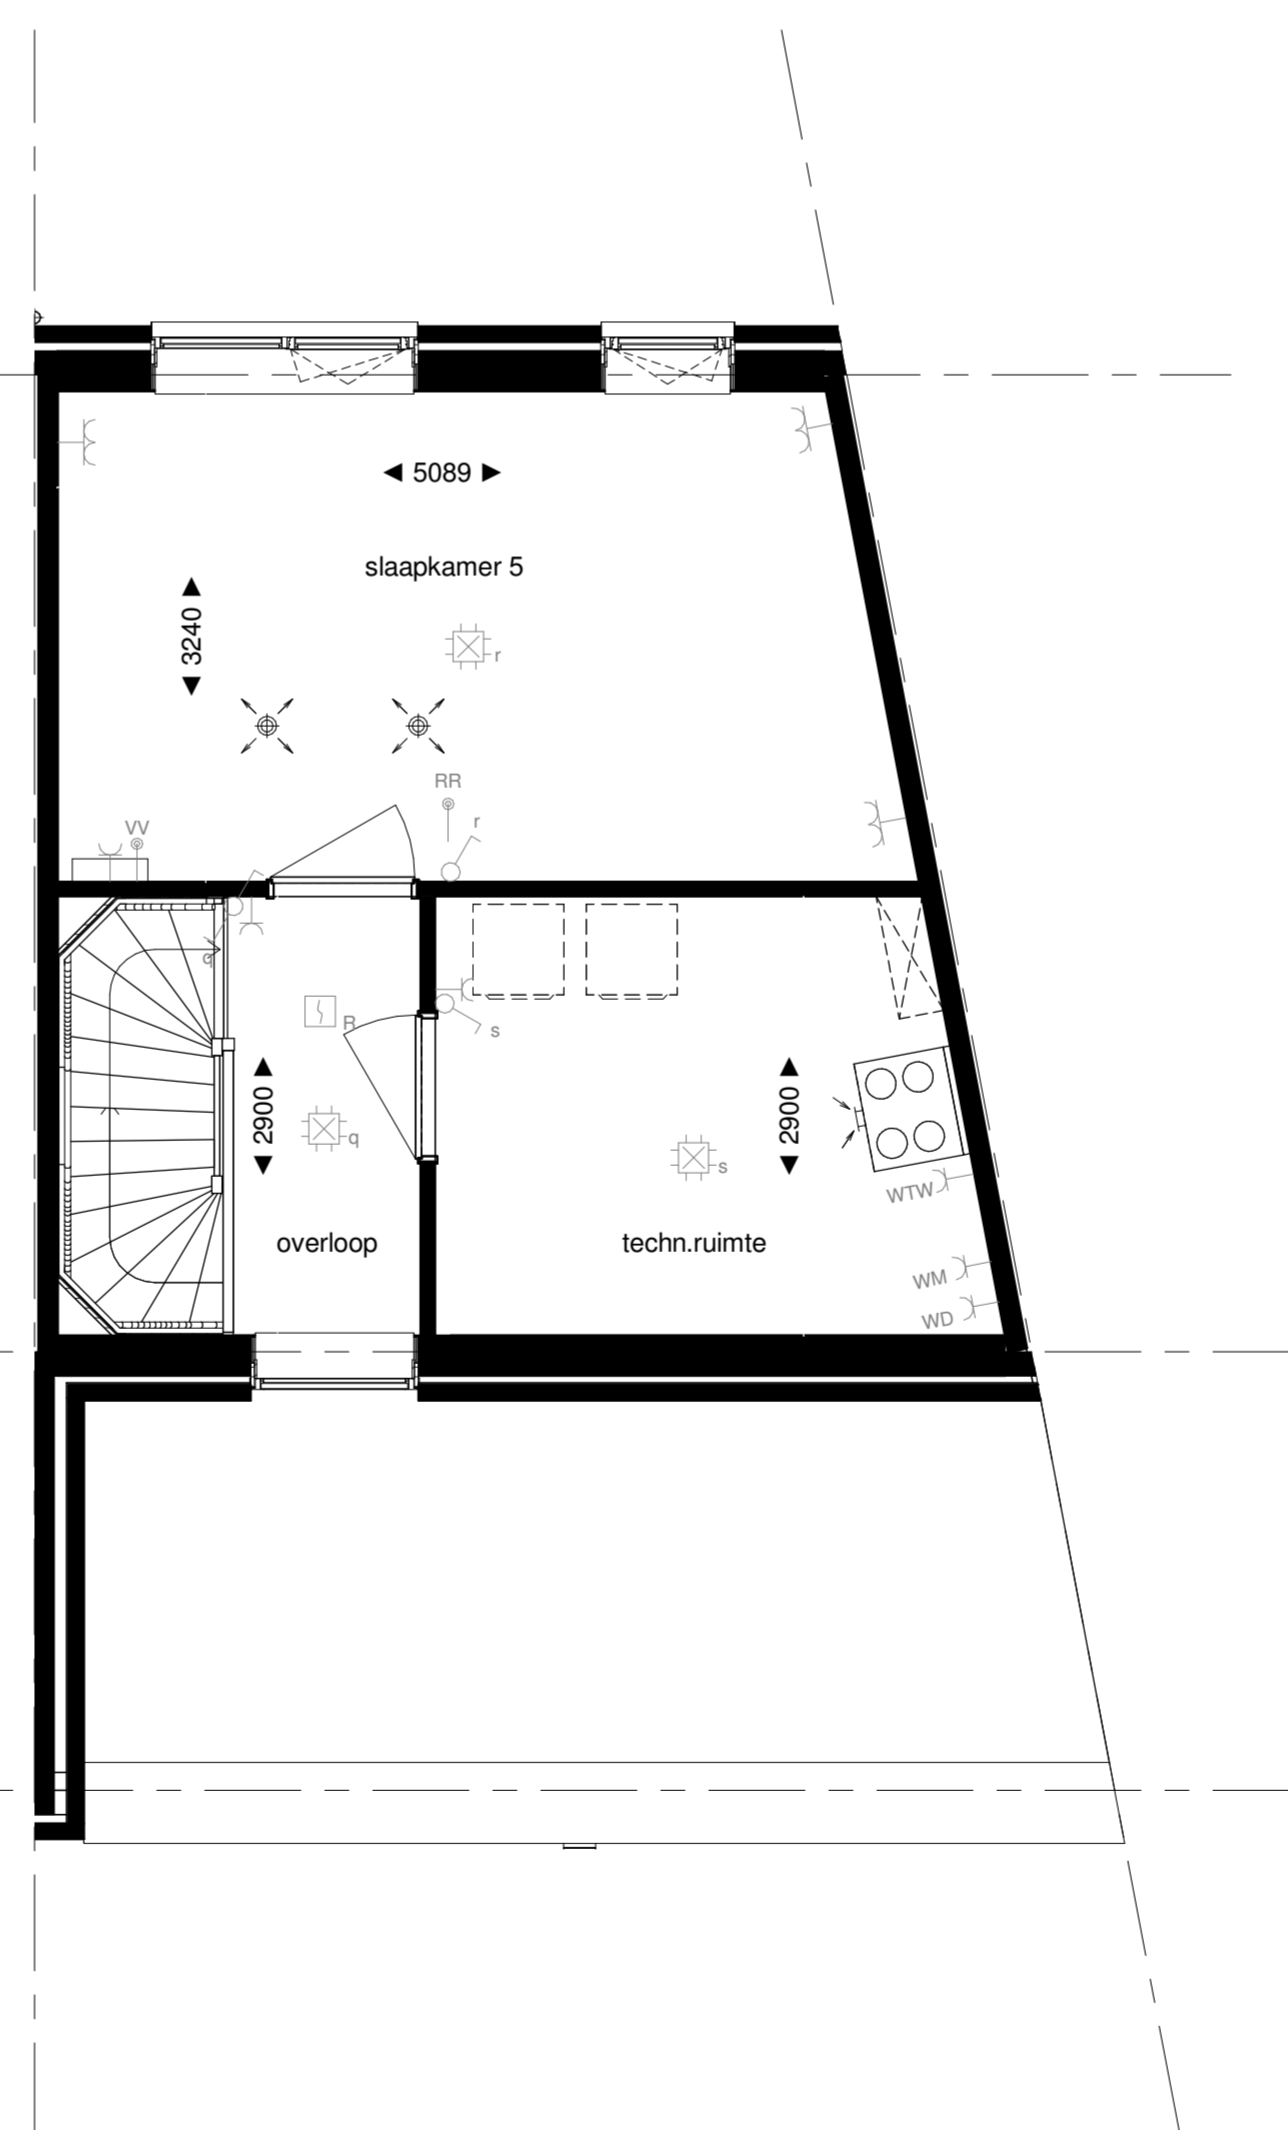 5089
slaapkamer 5
3240
r
RR
r
VV
q
R
s
2900
q
2900
s
WTW
overloop
techn.ruimte
WM
WD